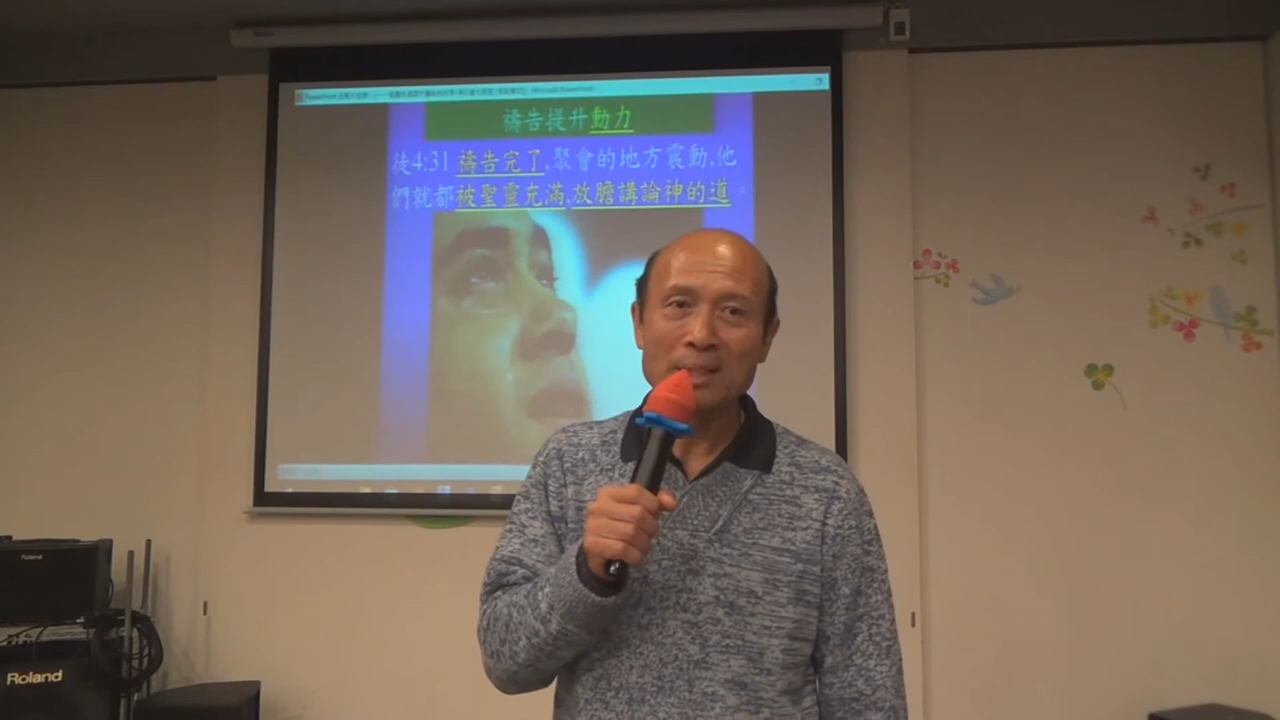 禱告提升動力
徒4:31 禱告完了,聚會的地方震動.他
們就都被聖靈充滿,放膽講論神的道。
Roland
Roland